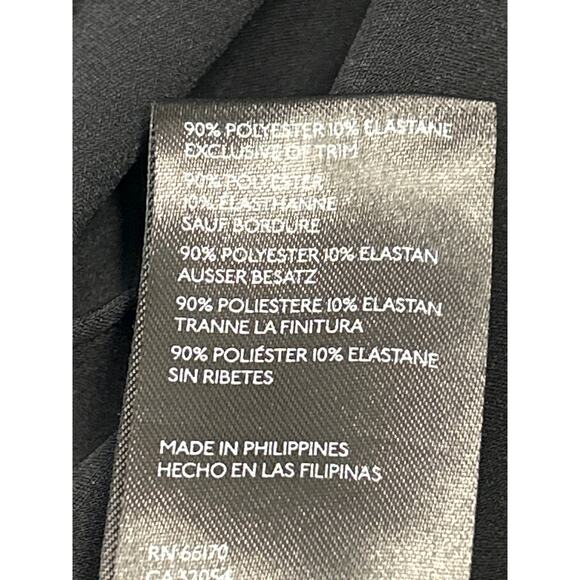 90% POLYESTER 10% ELASTANE
EXCLUSIVE OF TRIM
90% POLYESTER
10% ÉLASTHANNE
SAUF BORDURE
90% POLYESTER 10% ELASTAN
AUSSER BESATZ
90% POLIESTERE 10% ELASTAN
TRANNE LA FINITURA
90% POLIÉSTER 10% ELASTANE
SIN RIBETES
MADE IN PHILIPPINES
HECHO EN LAS FILIPINAS
RN 66170
CA